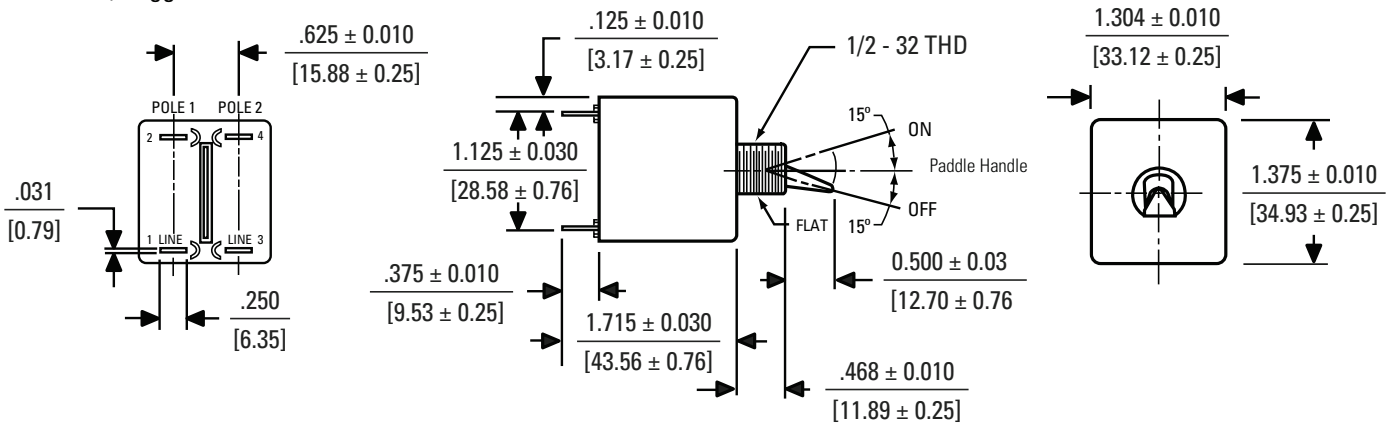 .625 ± 0.010
[15.88 ± 0.25]
POLE 1 POLE 2
2 4
.031
[0.79]
1 LINE LINE 3
.250
[6.35]
.125 ± 0.010
[3.17 ± 0.25]
1/2 - 32 THD
15º
ON
1.125 ± 0.030
[28.58 ± 0.76]
Paddle Handle
OFF
FLAT 15º
.375 ± 0.010
[9.53 ± 0.25]
0.500 ± 0.03
[12.70 ± 0.76
1.715 ± 0.030
[43.56 ± 0.76]
.468 ± 0.010
[11.89 ± 0.25]
1.304 ± 0.010
[33.12 ± 0.25]
1.375 ± 0.010
[34.93 ± 0.25]